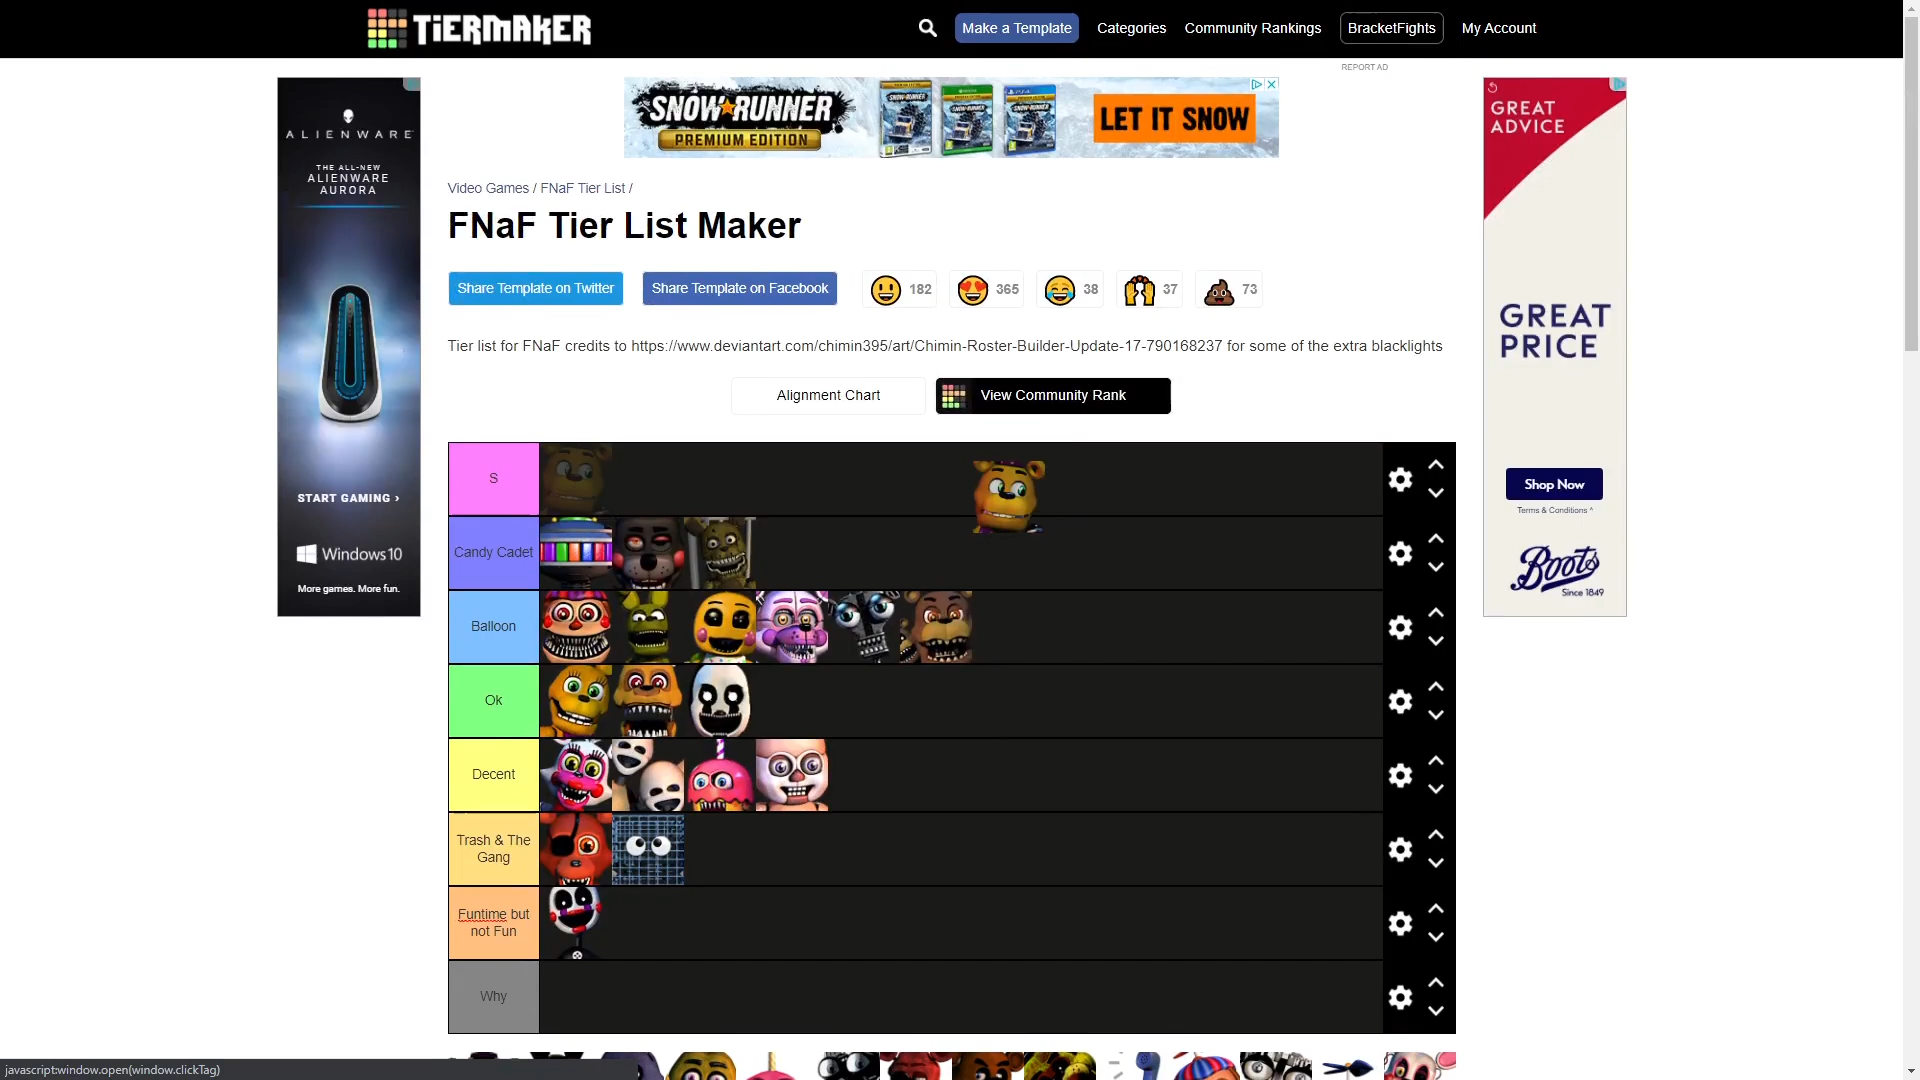 TiERMAKER
Make a Template
Categories
Community Rankings
BracketFights
My Account
REPORT AD
ALIENWARE
THE ALL-NEW
ALIENWARE
AURORA
START GAMING ›
Windows 10
More games. More fun.
SNOWRUNNER
PREMIUM EDITION
LET IT SNOW
GREAT
ADVICE
GREAT
PRICE
Shop Now
Terms & Conditions ^
Boots
Since 1849
Video Games / FNaF Tier List /
FNaF Tier List Maker
Share Template on Twitter
Share Template on Facebook
182
365
38
37
73
Tier list for FNaF credits to https://www.deviantart.com/chimin395/art/Chimin-Roster-Builder-Update-17-790168237 for some of the extra blacklights
Alignment Chart
View Community Rank
S
Candy Cadet
Balloon
Ok
Decent
Trash & The
Gang
Funtime but
not Fun
Why
javascript:window.open(window.clickTag)